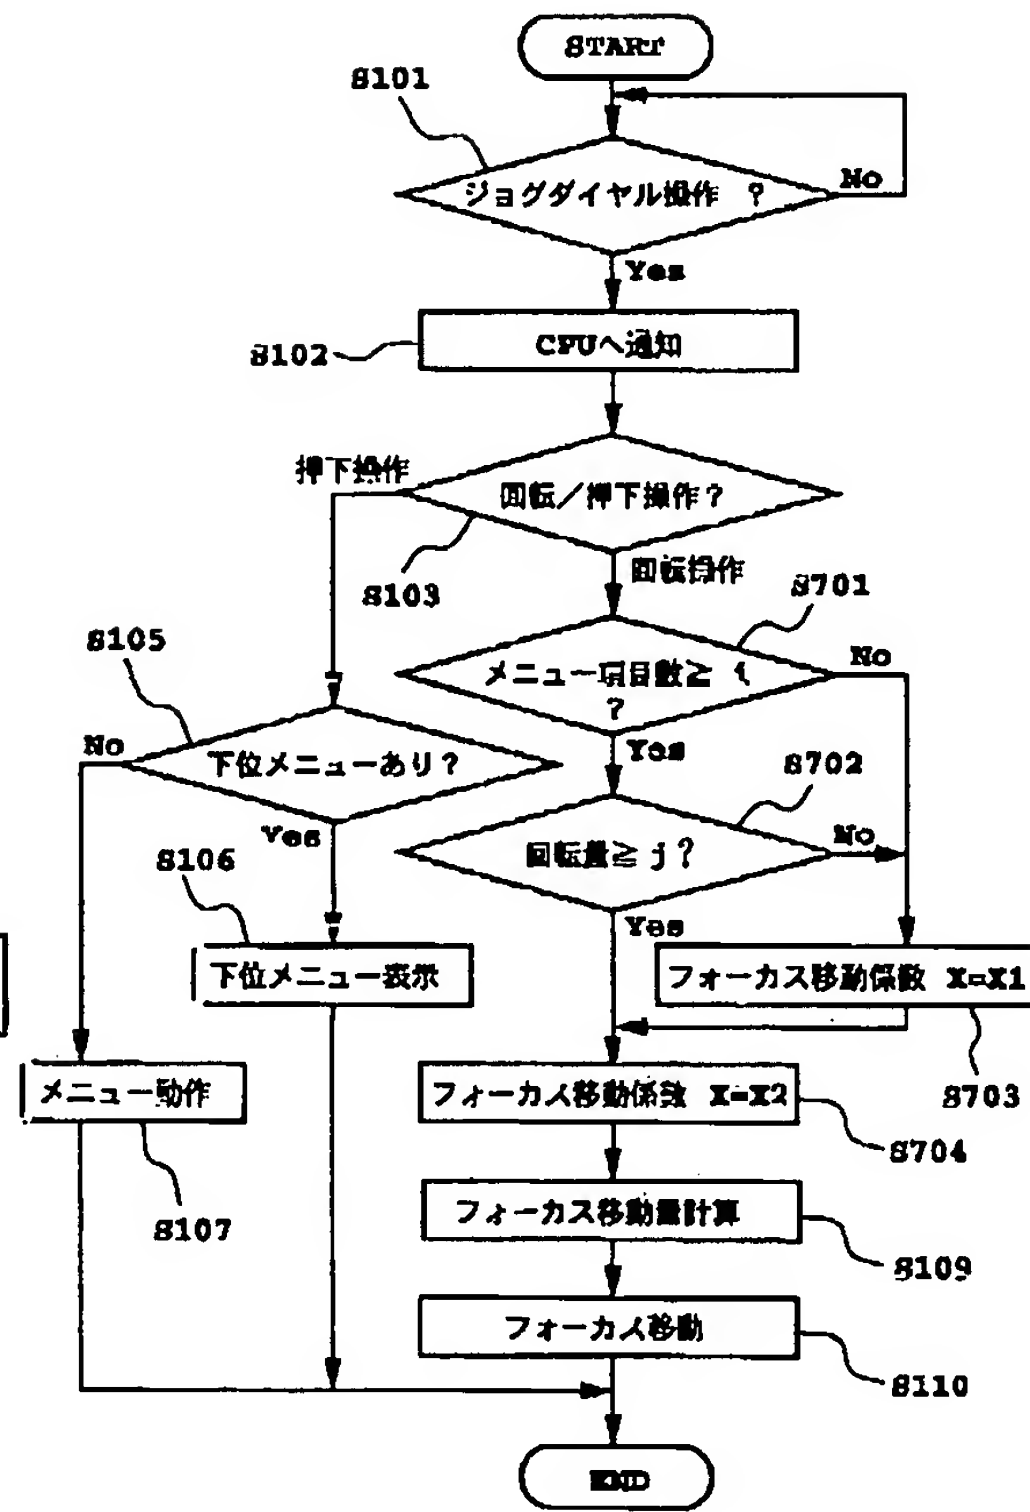 START
S101
ジョグダイヤル操作 ?
No
Yes
S102
CPUへ通知
押下操作
回転／押下操作?
S103
回転操作
S701
メニュー項目数≧ i
?
No
S105
No
下位メニューあり?
Yes
S702
Yes
回転量≧ j?
No
S106
Yes
下位メニュー表示
フォーカス移動係数 X=X1
メニュー動作
フォーカス移動係数 X=X2
S703
S704
S107
フォーカス移動量計算
S109
フォーカス移動
S110
END